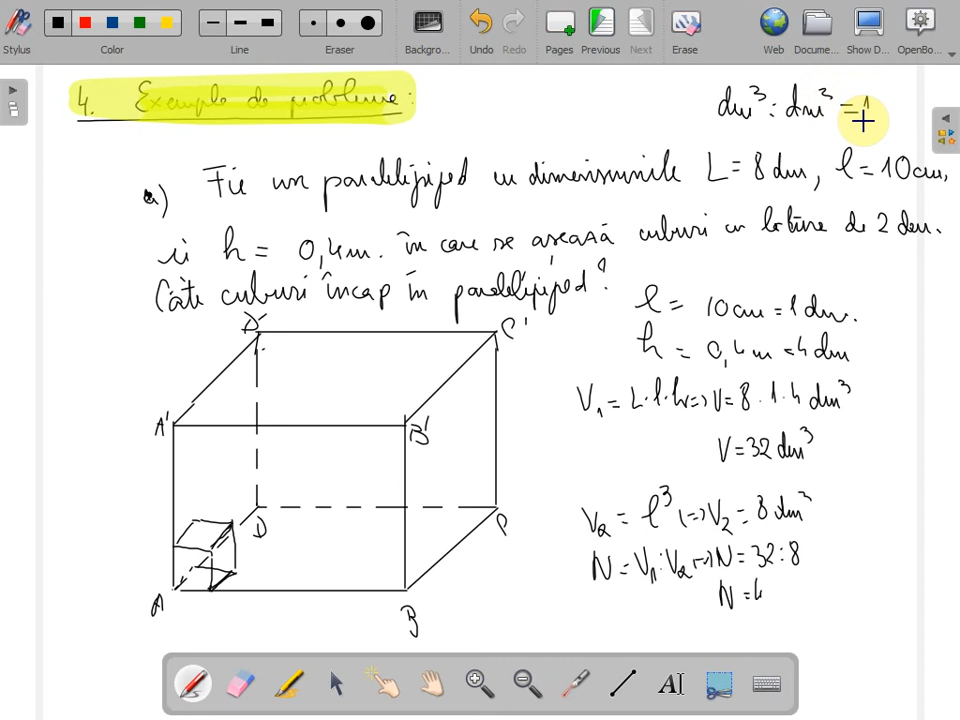 Stylus Color Line Eraser Backgro... Undo Redo Pages Previous Next Erase Web Docume... Show D... OpenBo...
4. Exemple de probleme:
dm³ : dm³ = 1
a) Fie un paralelipiped cu dimensiunile L = 8 dm, l = 10 cm,
și h = 0,4 m. în care se așează cuburi cu latura de 2 dm.
Câte cuburi încap în paralelipiped?
l = 10 cm = 1 dm.
h = 0,4 m = 4 dm
V₁ = L·l·h => V = 8 · 1 · 4 dm³
V = 32 dm³
V₂ = l³ => V₂ = 8 dm³
N = V₁ : V₂ => N = 32 : 8
N = 4
D' C'
A' B'
D C
A B
A